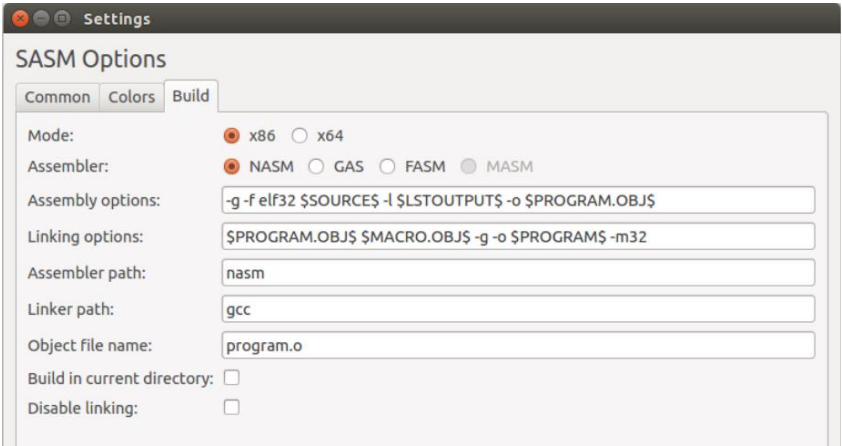 Settings
SASM Options
Common Colors Build
Mode: x86 x64
Assembler: NASM GAS FASM MASM
Assembly options: -g -f elf32 $SOURCE$ -l $LSTOUTPUT$ -o $PROGRAM.OBJ$
Linking options: $PROGRAM.OBJ$ $MACRO.OBJ$ -g -o $PROGRAM$ -m32
Assembler path: nasm
Linker path: gcc
Object file name: program.o
Build in current directory:
Disable linking: